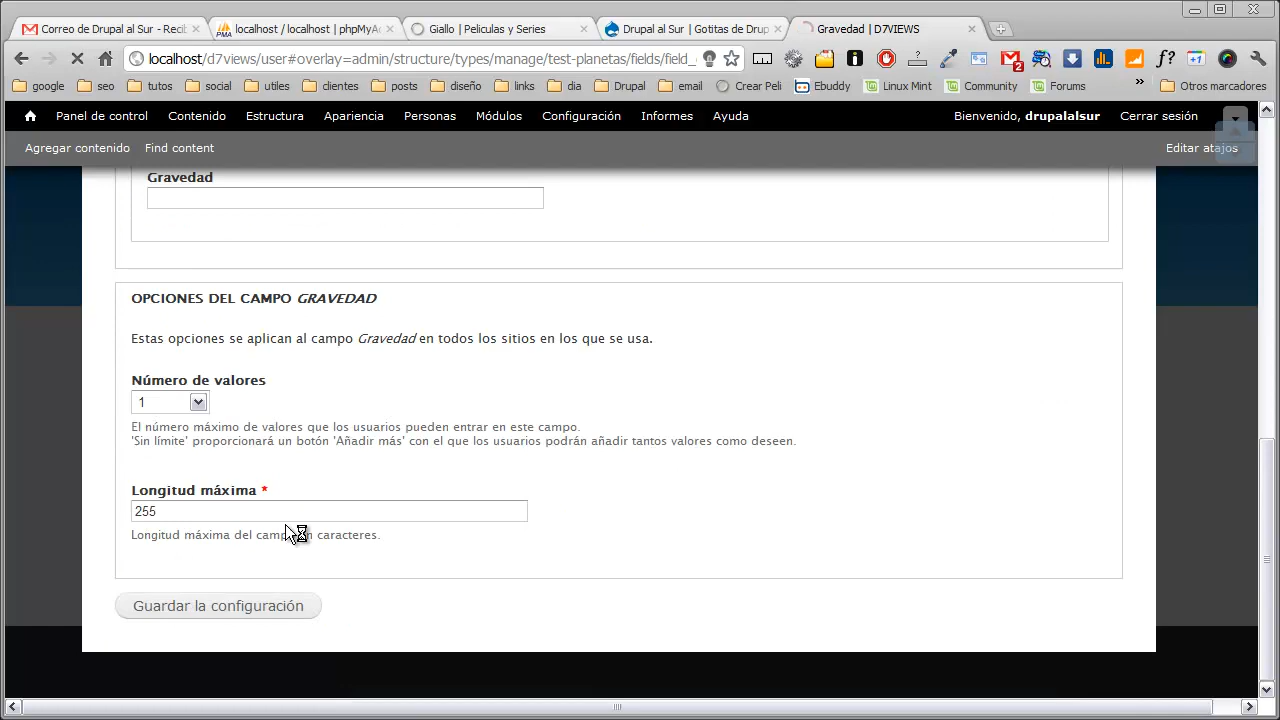 Correo de Drupal al Sur - Recib
localhost / localhost | phpMyAd
Giallo | Peliculas y Series
Drupal al Sur | Gotitas de Drup
Gravedad | D7VIEWS
localhost/d7views/user#overlay=admin/structure/types/manage/test-planetas/fields/field_
google
tutos
social
utiles
posts
diseño
links
dia
Drupal
email
Crear Peli
Ebuddy
Linux Mint
Community
Forums
»
Otros marcadores
Panel de control
Contenido
Estructura
Apariencia
Personas
Módulos
Configuración
Informes
Ayuda
Bienvenido, drupalalsur
Cerrar sesión
Agregar contenido
Find content
Editar atajos
Gravedad
OPCIONES DEL CAMPO GRAVEDAD
Estas opciones se aplican al campo Gravedad en todos los sitios en los que se usa.
Número de valores
1
El número máximo de valores que los usuarios pueden entrar en este campo.
'Sin límite' proporcionará un botón 'Añadir más' con el que los usuarios podrán añadir tantos valores como deseen.
Longitud máxima *
255
Longitud máxima del campo en caracteres.
Guardar la configuración